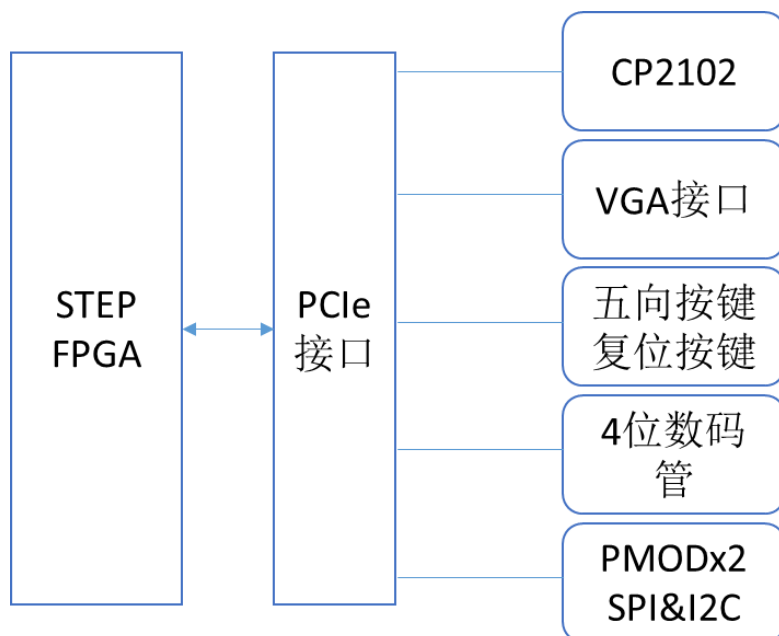 STEP
FPGA
PCIe
接口
CP2102
VGA接口
五向按键
复位按键
4位数码
管
PMODx2
SPI&I2C